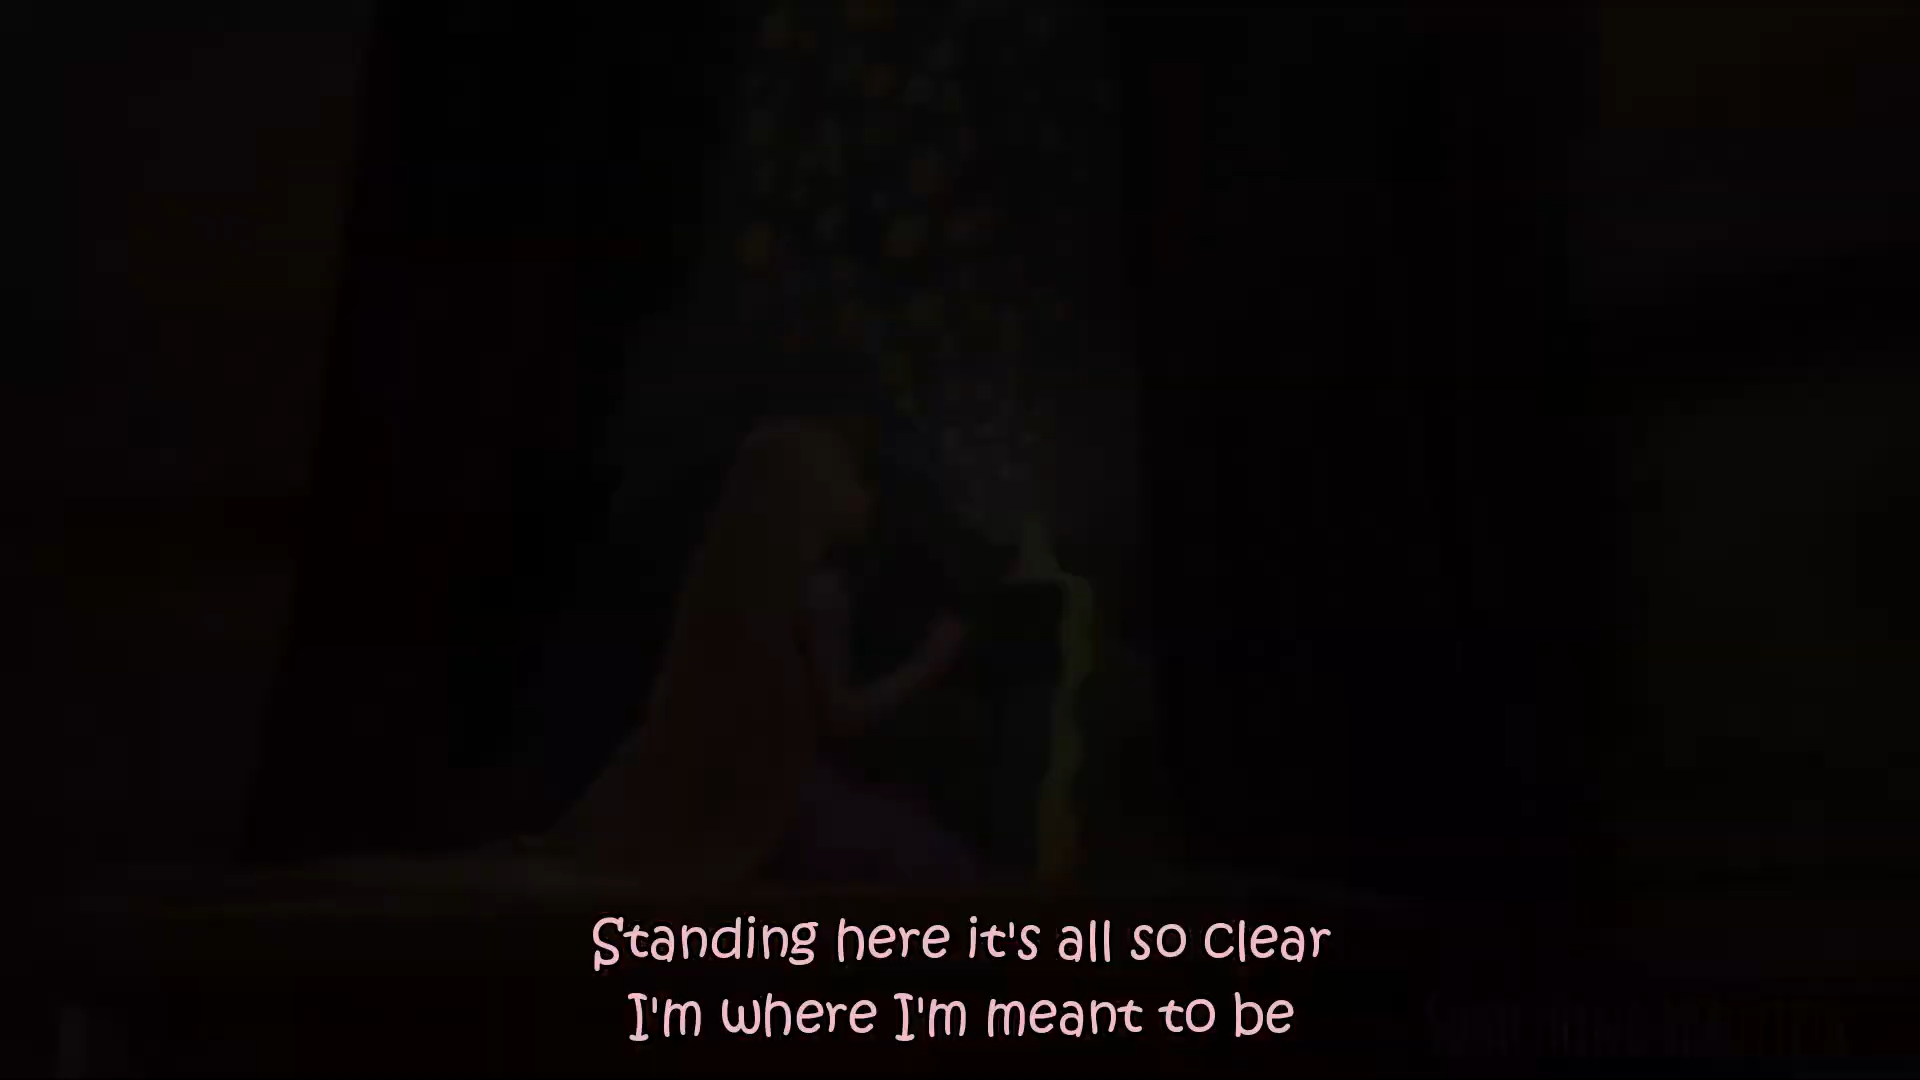 Standing here it's all so clear
I'm where I'm meant to be